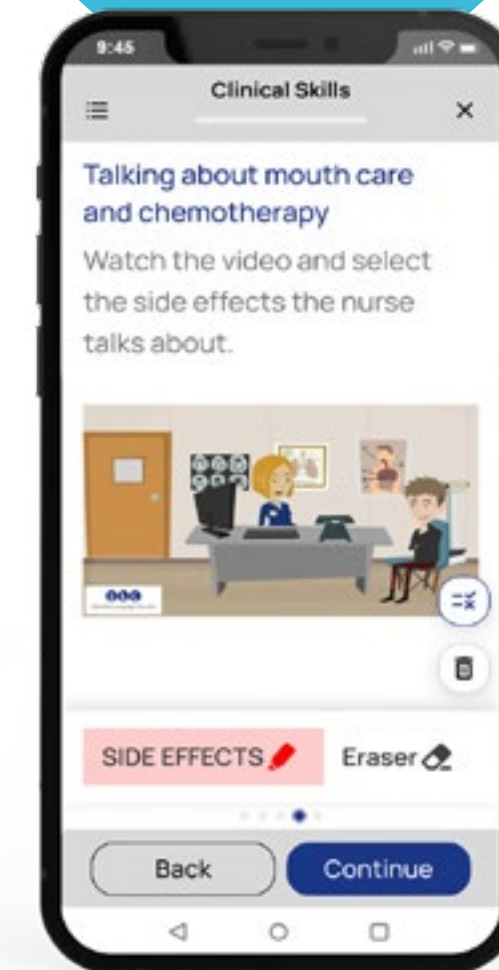 9:45
Clinical Skills
Talking about mouth care
and chemotherapy
Watch the video and select
the side effects the nurse
talks about.
SIDE EFFECTS
Eraser
Back
Continue